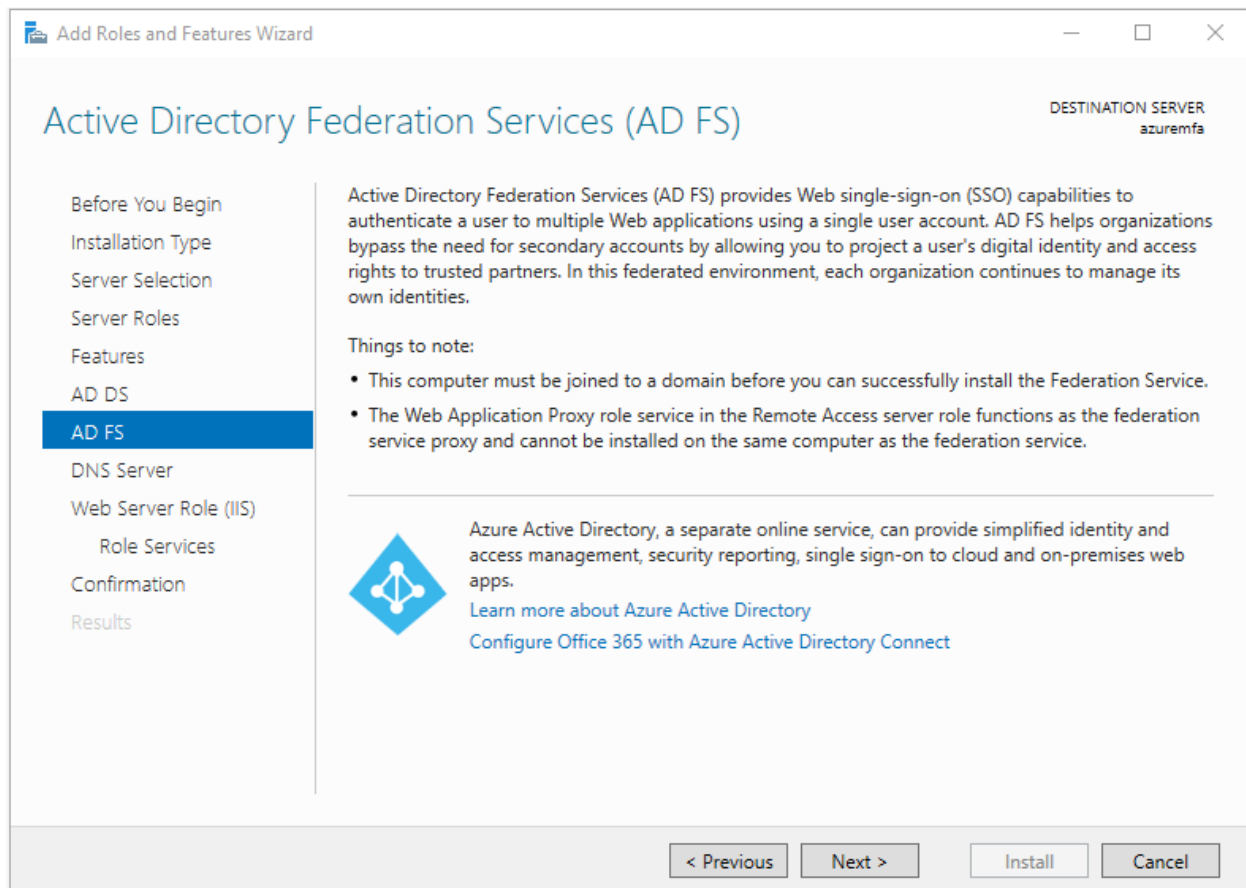 Add Roles and Features Wizard
Active Directory Federation Services (AD FS)
DESTINATION SERVER
azuremfa
Before You Begin
Installation Type
Server Selection
Server Roles
Features
AD DS
AD FS
DNS Server
Web Server Role (IIS)
Role Services
Confirmation
Results
Active Directory Federation Services (AD FS) provides Web single-sign-on (SSO) capabilities to
authenticate a user to multiple Web applications using a single user account. AD FS helps organizations
bypass the need for secondary accounts by allowing you to project a user's digital identity and access
rights to trusted partners. In this federated environment, each organization continues to manage its
own identities.
Things to note:
• This computer must be joined to a domain before you can successfully install the Federation Service.
• The Web Application Proxy role service in the Remote Access server role functions as the federation
service proxy and cannot be installed on the same computer as the federation service.
Azure Active Directory, a separate online service, can provide simplified identity and
access management, security reporting, single sign-on to cloud and on-premises web
apps.
Learn more about Azure Active Directory
Configure Office 365 with Azure Active Directory Connect
< Previous
Next >
Install
Cancel